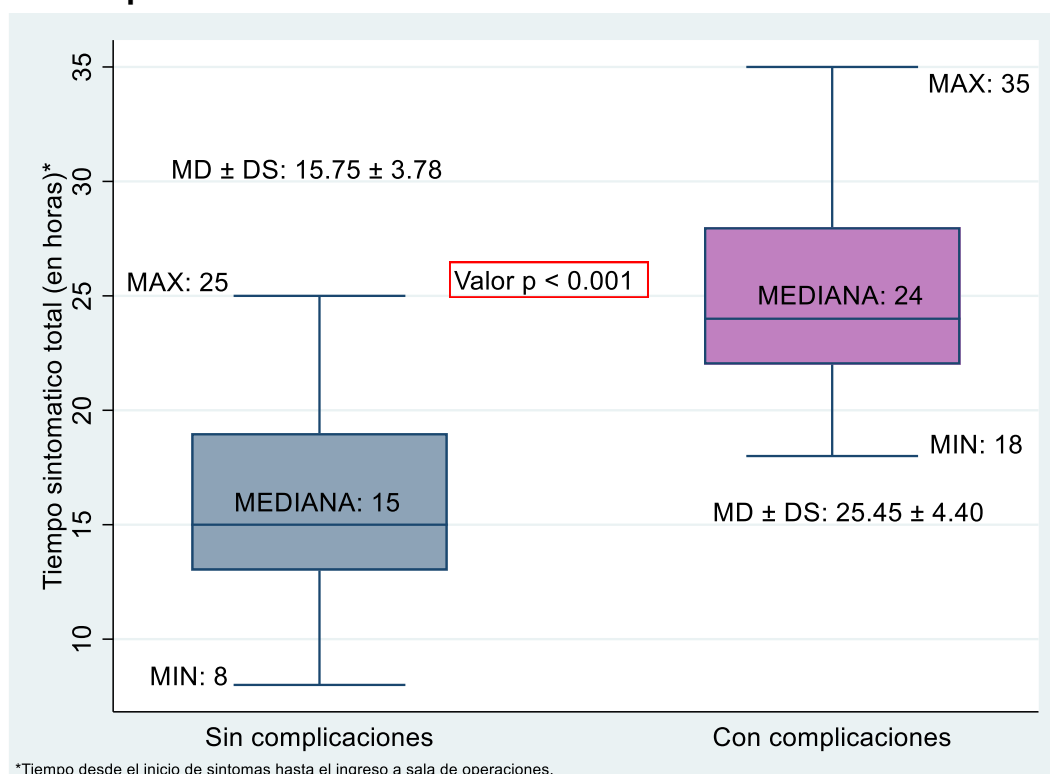 Tiempo sintomatico total (en horas)*
35
30
25
20
15
10
MD ± DS: 15.75 ± 3.78
MAX: 25
MEDIANA: 15
MIN: 8
Valor p < 0.001
MAX: 35
MEDIANA: 24
MIN: 18
MD ± DS: 25.45 ± 4.40
Sin complicaciones
Con complicaciones
*Tiempo desde el inicio de sintomas hasta el ingreso a sala de operaciones.